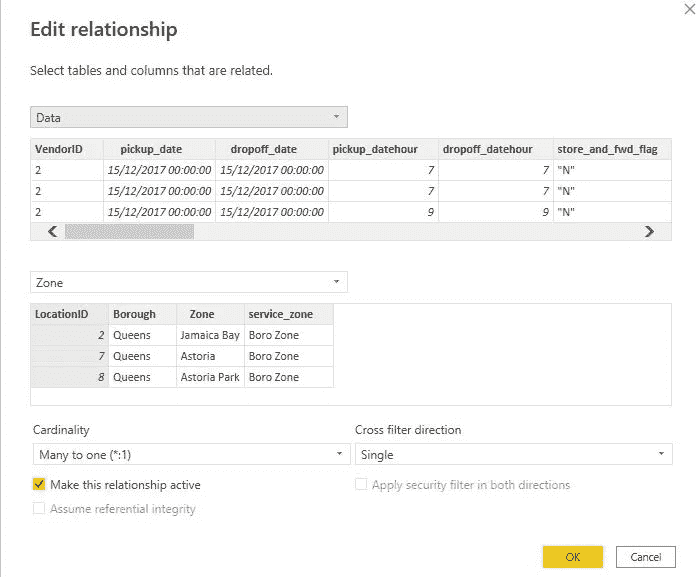 Edit relationship
Select tables and columns that are related.
Data
VendorID pickup_date dropoff_date pickup_datehour dropoff_datehour store_and_fwd_flag
2 15/12/2017 00:00:00 15/12/2017 00:00:00 7 7 "N"
2 15/12/2017 00:00:00 15/12/2017 00:00:00 7 7 "N"
2 15/12/2017 00:00:00 15/12/2017 00:00:00 9 9 "N"
Zone
LocationID Borough Zone service_zone
2 Queens Jamaica Bay Boro Zone
7 Queens Astoria Boro Zone
8 Queens Astoria Park Boro Zone
Cardinality Cross filter direction
Many to one (*:1) Single
Make this relationship active Apply security filter in both directions
Assume referential integrity
OK Cancel